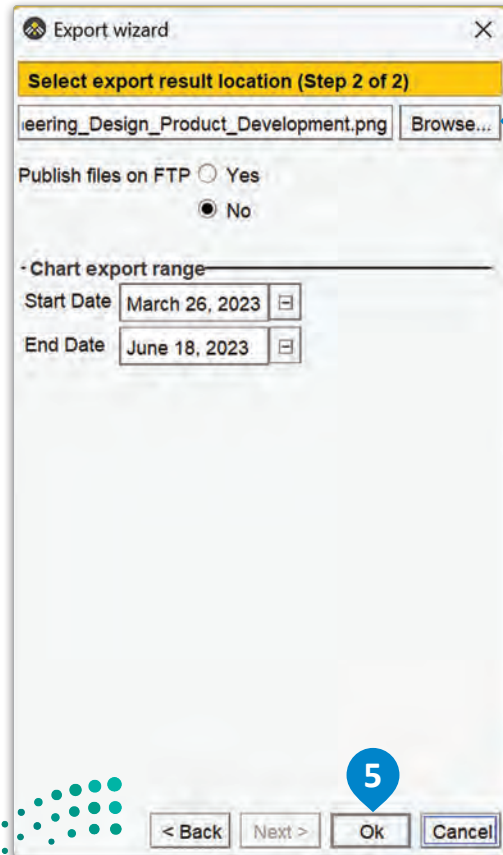 Export wizard
Select export result location (Step 2 of 2)
eering_Design_Product_Development.png Browse...
Publish files on FTP Yes
No
Chart export range
Start Date March 26, 2023
End Date June 18, 2023
5
< Back Next > Ok Cancel